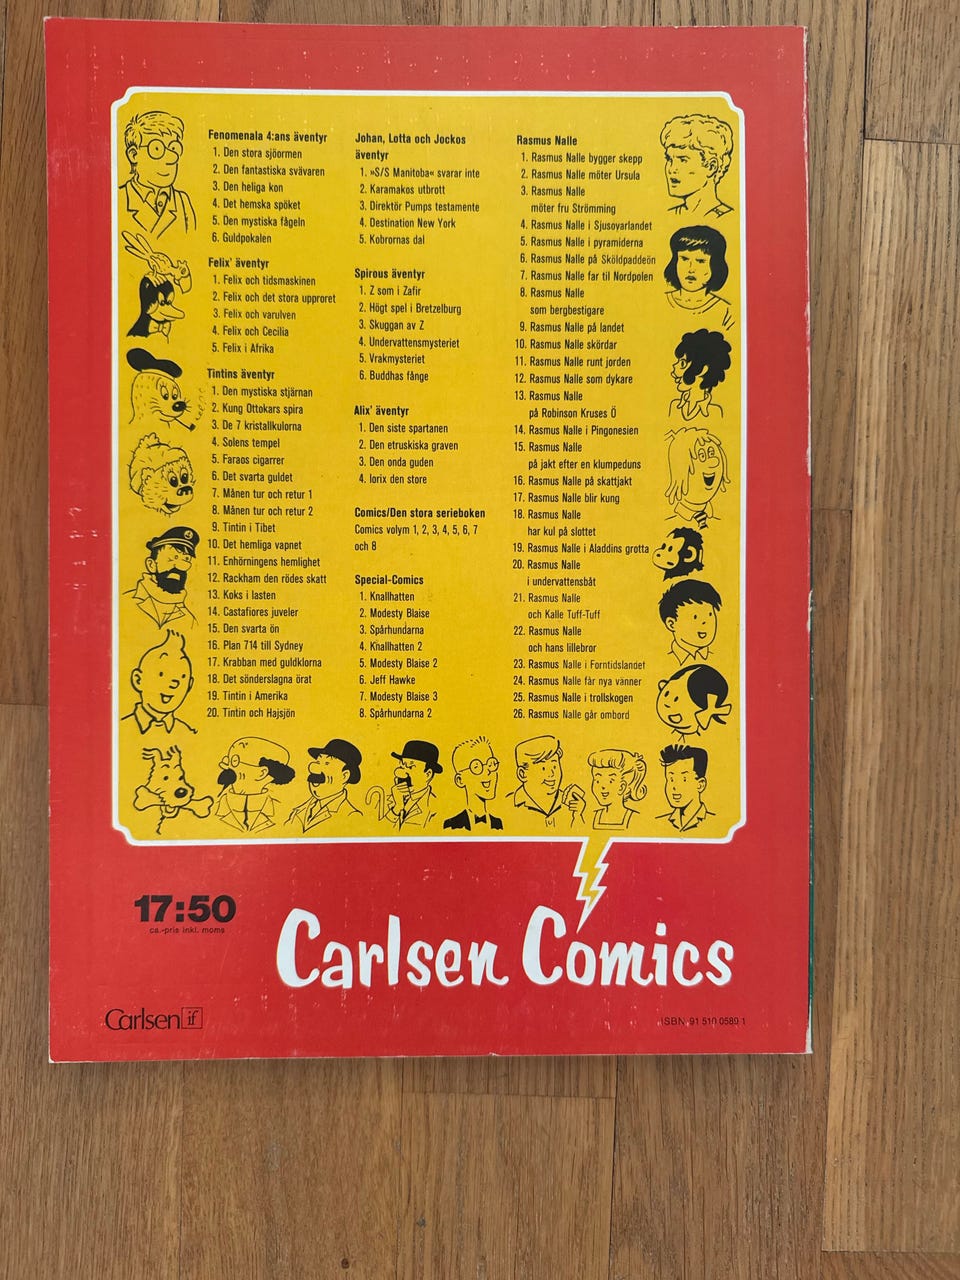 Fenomenala 4:ans äventyr
1. Den stora sjöormen
2. Den fantastiska svävaren
3. Den heliga kon
4. Det hemska spöket
5. Den mystiska fågeln
6. Guldpokalen
Felix' äventyr
1. Felix och tidsmaskinen
2. Felix och det stora upproret
3. Felix och varulven
4. Felix och Cecilia
5. Felix i Afrika
Tintins äventyr
1. Den mystiska stjärnan
2. Kung Ottokars spira
3. De 7 kristallkulorna
4. Solens tempel
5. Faraos cigarrer
6. Det svarta guldet
7. Månen tur och retur 1
8. Månen tur och retur 2
9. Tintin i Tibet
10. Det hemliga vapnet
11. Enhörningens hemlighet
12. Rackham den rödes skatt
13. Koks i lasten
14. Castafiores juveler
15. Den svarta ön
16. Plan 714 till Sydney
17. Krabban med guldklorna
18. Det sönderslagna örat
19. Tintin i Amerika
20. Tintin och Hajsjön
Johan, Lotta och Jockos
äventyr
1. »S/S Manitoba« svarar inte
2. Karamakos utbrott
3. Direktör Pumps testamente
4. Destination New York
5. Kobrornas dal
Spirous äventyr
1. Z som i Zafir
2. Högt spel i Bretzelburg
3. Skuggan av Z
4. Undervattensmysteriet
5. Vrakmysteriet
6. Buddhas fånge
Alix' äventyr
1. Den siste spartanen
2. Den etruskiska graven
3. Den onda guden
4. Iorix den store
Comics/Den stora serieboken
Comics volym 1, 2, 3, 4, 5, 6, 7
och 8
Special-Comics
1. Knallhatten
2. Modesty Blaise
3. Spårhundarna
4. Knallhatten 2
5. Modesty Blaise 2
6. Jeff Hawke
7. Modesty Blaise 3
8. Spårhundarna 2
Rasmus Nalle
1. Rasmus Nalle bygger skepp
2. Rasmus Nalle möter Ursula
3. Rasmus Nalle
möter fru Strömming
4. Rasmus Nalle i Sjusovarlandet
5. Rasmus Nalle i pyramiderna
6. Rasmus Nalle på Sköldpaddeön
7. Rasmus Nalle far til Nordpolen
8. Rasmus Nalle
som bergbestigare
9. Rasmus Nalle på landet
10. Rasmus Nalle skördar
11. Rasmus Nalle runt jorden
12. Rasmus Nalle som dykare
13. Rasmus Nalle
på Robinson Kruses Ö
14. Rasmus Nalle i Pingonesien
15. Rasmus Nalle
på jakt efter en klumpeduns
16. Rasmus Nalle på skattjakt
17. Rasmus Nalle blir kung
18. Rasmus Nalle
har kul på slottet
19. Rasmus Nalle i Aladdins grotta
20. Rasmus Nalle
i undervattensbåt
21. Rasmus Nalle
och Kalle Tuff-Tuff
22. Rasmus Nalle
och hans lillebror
23. Rasmus Nalle i Forntidslandet
24. Rasmus Nalle får nya vänner
25. Rasmus Nalle i trollskogen
26. Rasmus Nalle går ombord
17:50
ca.-pris inkl. moms
Carlsen Comics
Carlsen if
ISBN 91 510 0589 1